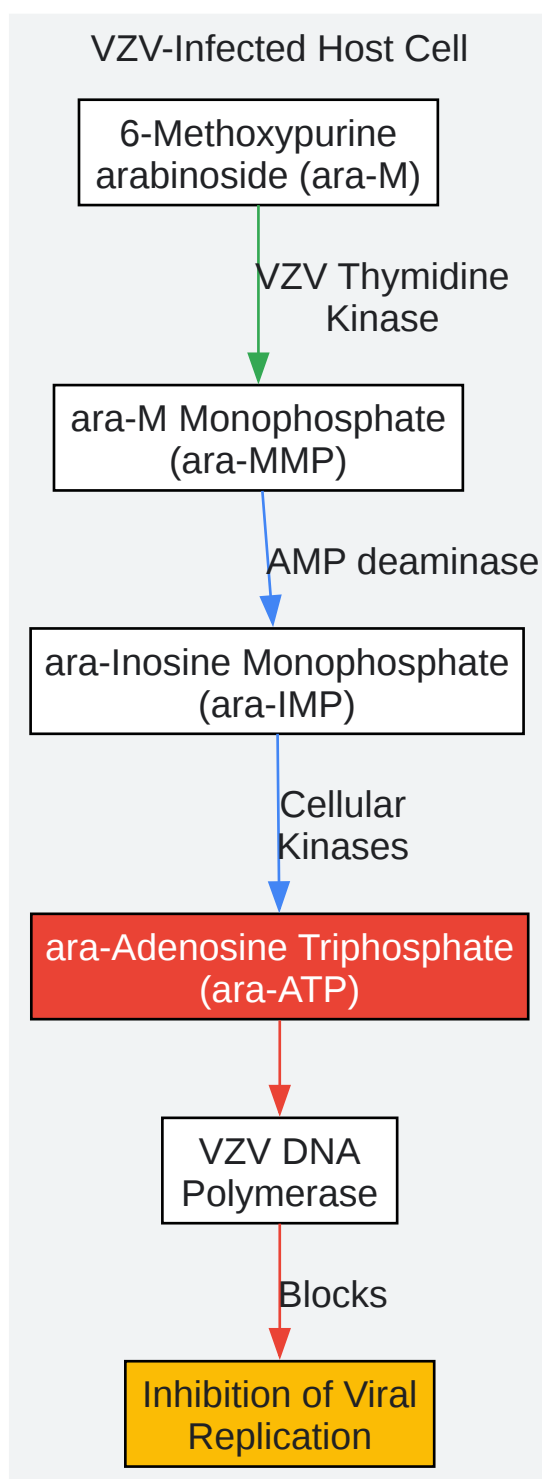 VZV-Infected Host Cell
6-Methoxypurine
arabinoside (ara-M)
VZV Thymidine
Kinase
ara-M Monophosphate
(ara-MMP)
AMP deaminase
ara-Inosine Monophosphate
(ara-IMP)
Cellular
Kinases
ara-Adenosine Triphosphate
(ara-ATP)
VZV DNA
Polymerase
Blocks
Inhibition of Viral
Replication